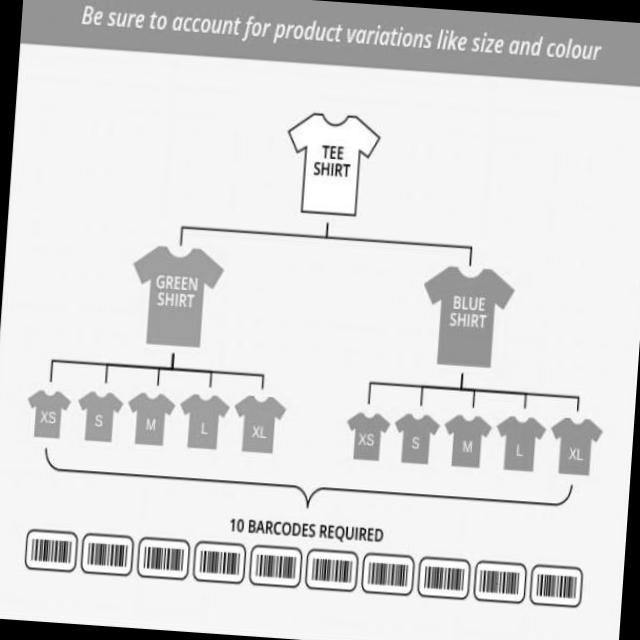 Be sure to account for product variations like size and colour
TEE
SHIRT
GREEN
SHIRT
BLUE
SHIRT
XS S M L XL
XS S M L XL
10 BARCODES REQUIRED